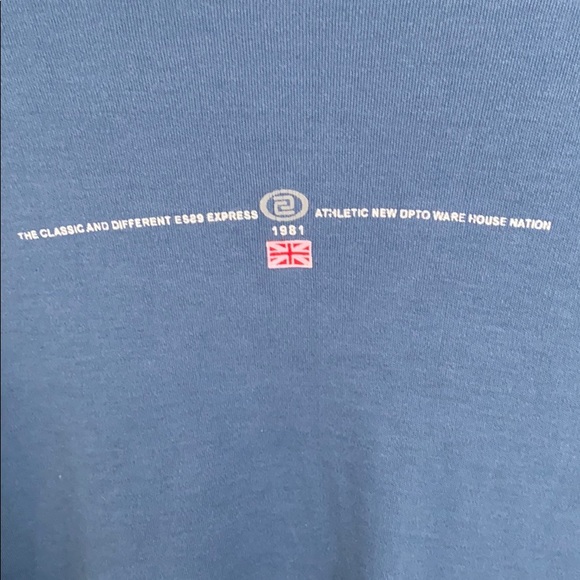 THE CLASSIC AND DIFFERENT ES89 EXPRESS ATHLETIC NEW OPTO WARE HOUSE NATION
1981